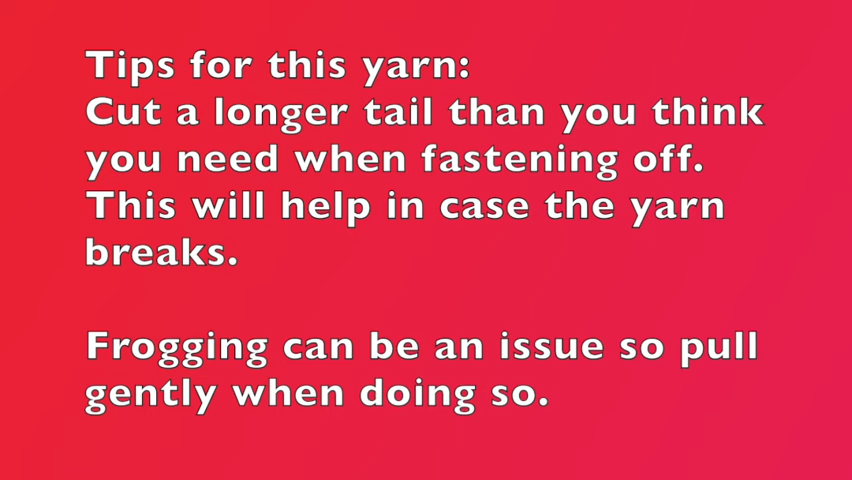 Tips for this yarn:
Cut a longer tail than you think
you need when fastening off.
This will help in case the yarn
breaks.
Frogging can be an issue so pull
gently when doing so.